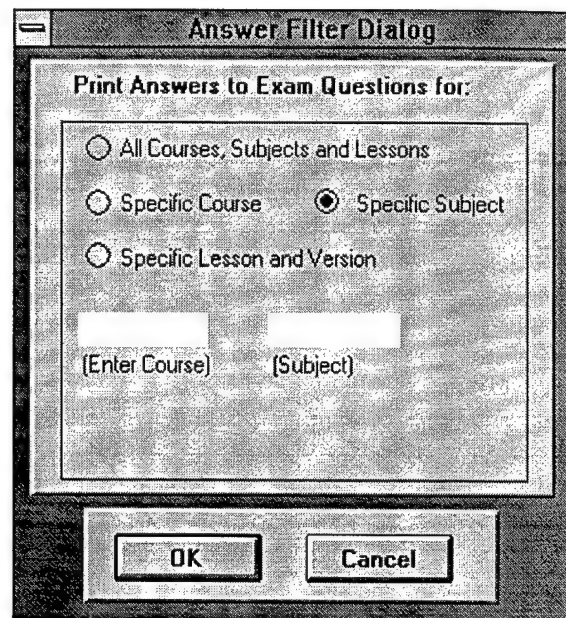 Answer Filter Dialog
Print Answers to Exam Questions for:
All Courses, Subjects and Lessons
Specific Course Specific Subject
Specific Lesson and Version
(Enter Course) (Subject)
OK Cancel